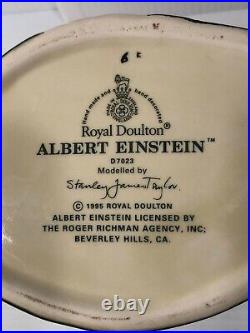 6 E
Hand made and hand decorated
Royal Doulton®
ALBERT EINSTEIN™
D7023
Modelled by
Stanley James Taylor.
© 1995 ROYAL DOULTON
ALBERT EINSTEIN LICENSED BY
THE ROGER RICHMAN AGENCY, INC;
BEVERLEY HILLS, CA.